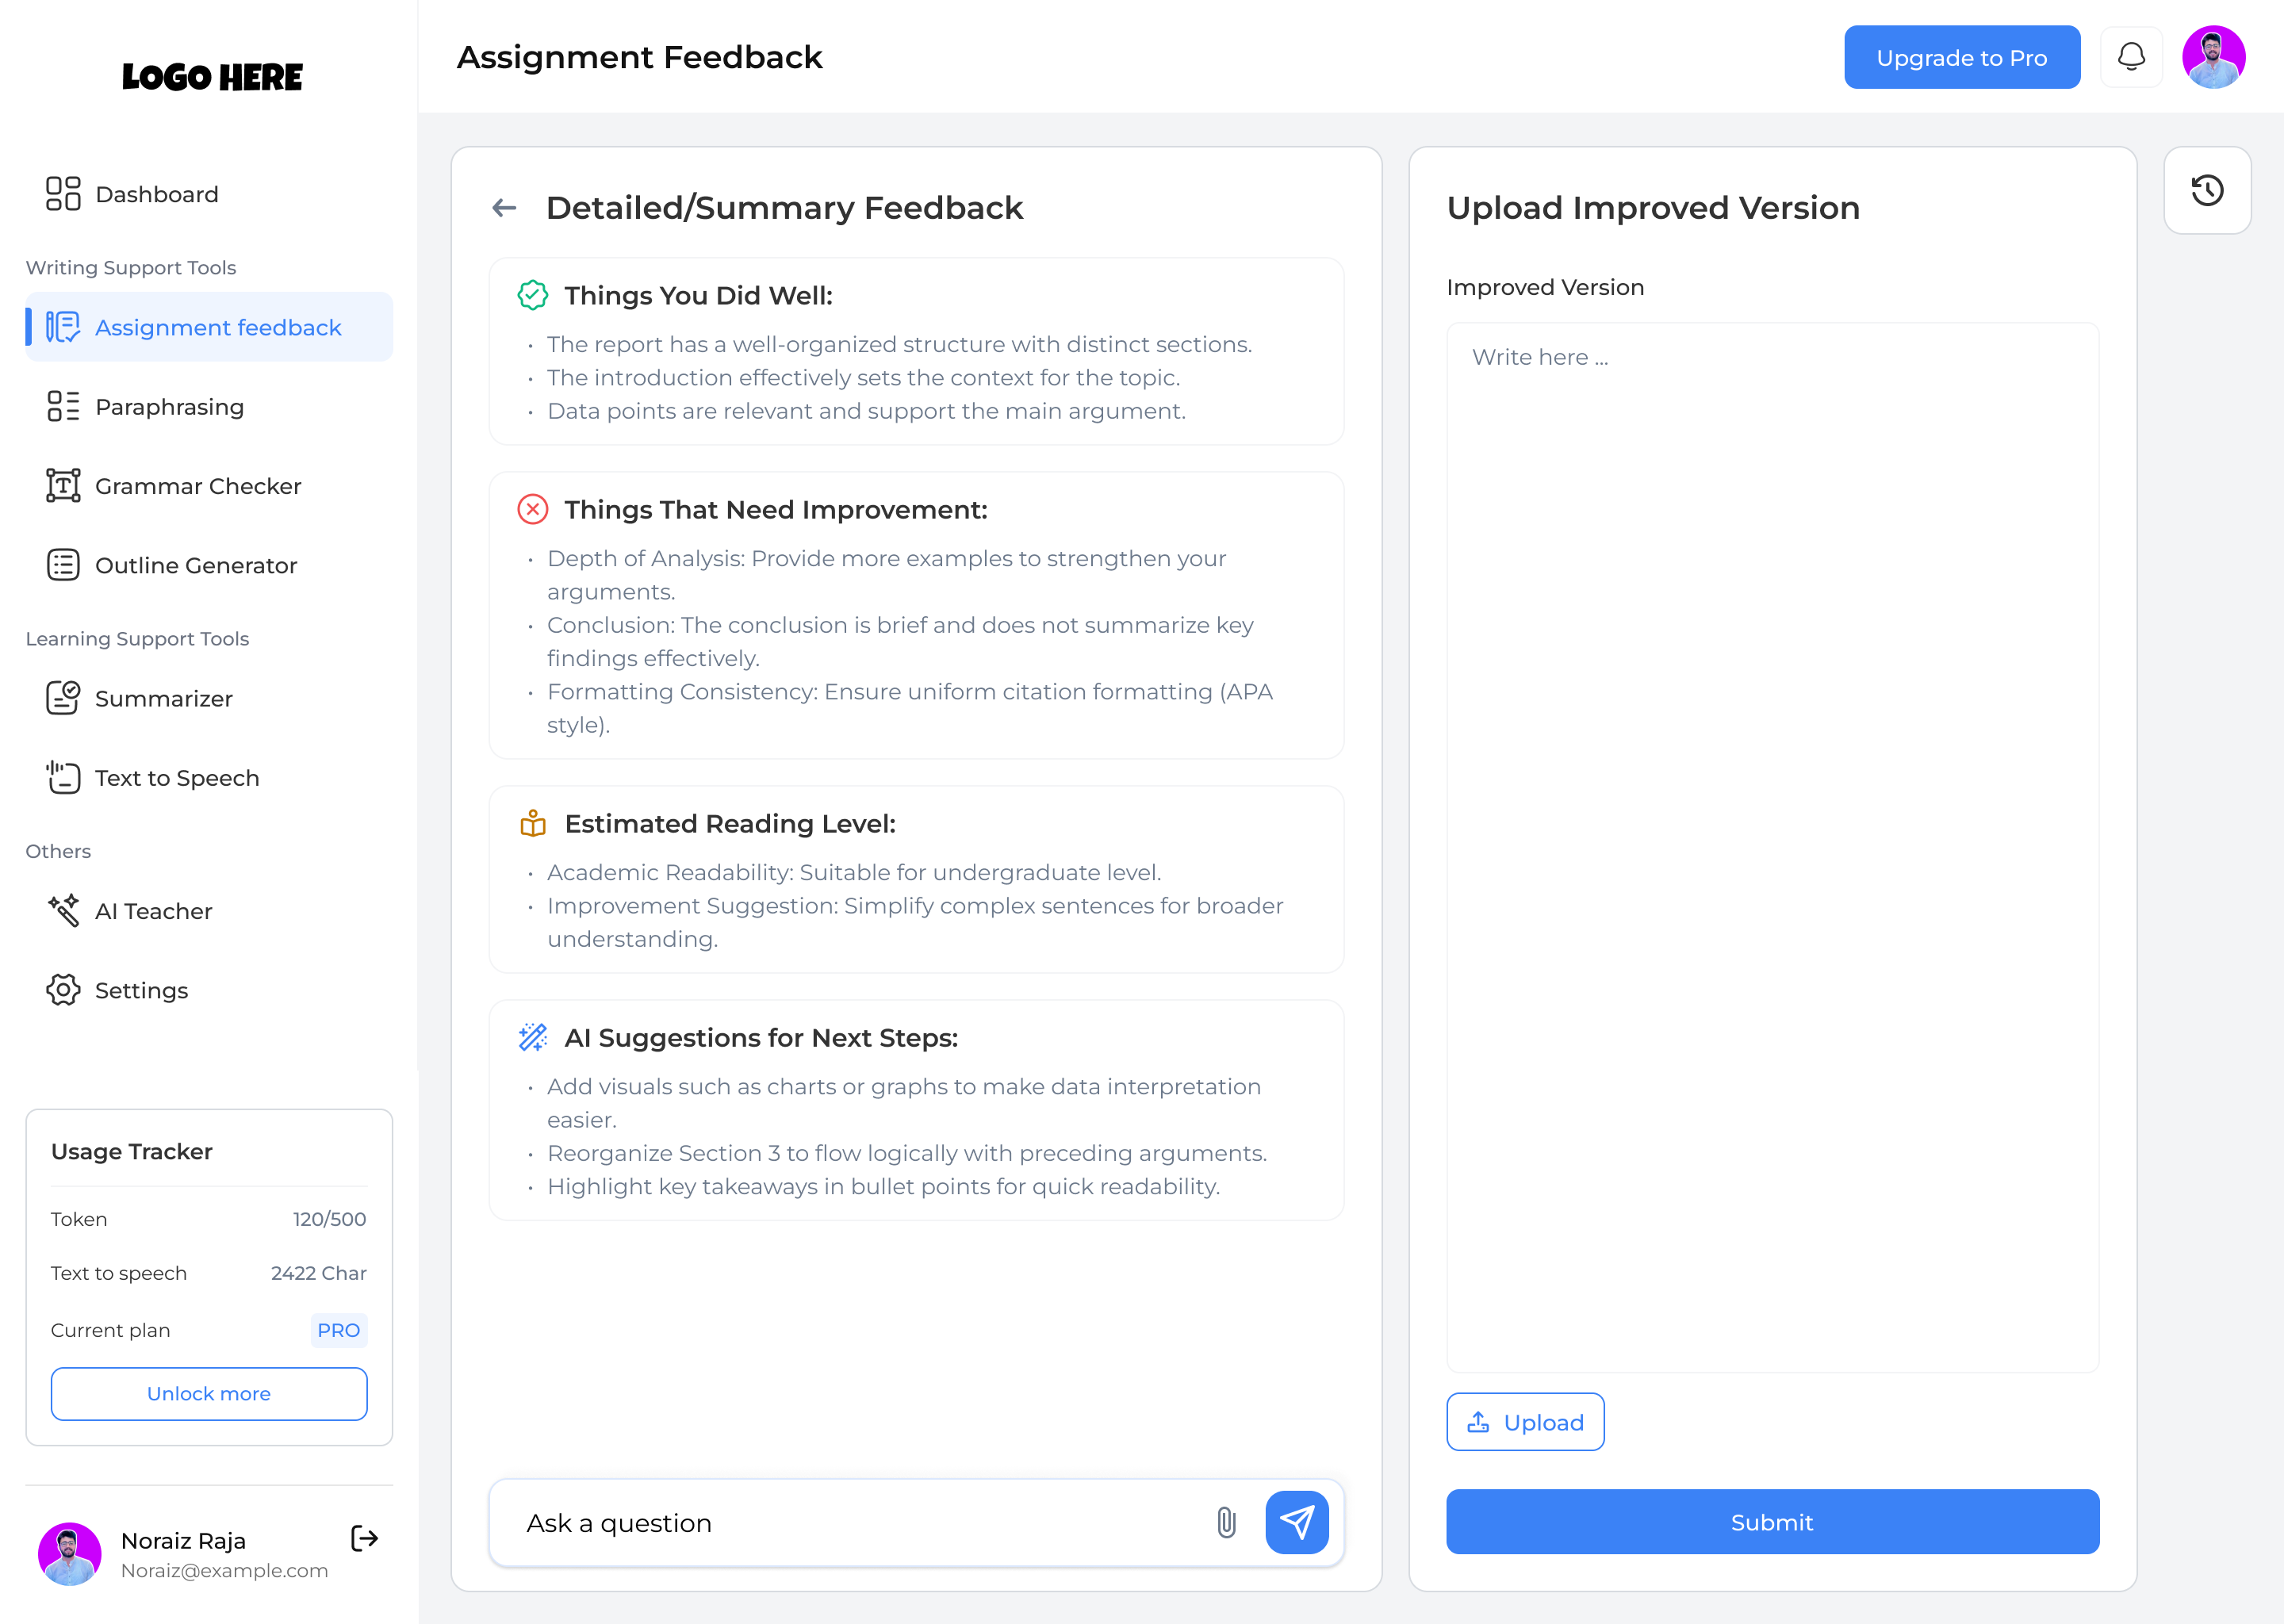 LOGO HERE
Dashboard
Writing Support Tools
Assignment feedback
Paraphrasing
Grammar Checker
Outline Generator
Learning Support Tools
Summarizer
Text to Speech
Others
AI Teacher
Settings
Usage Tracker
Token 120/500
Text to speech 2422 Char
Current plan PRO
Unlock more
Noraiz Raja
Noraiz@example.com
Assignment Feedback
Upgrade to Pro
Detailed/Summary Feedback
Things You Did Well:
• The report has a well-organized structure with distinct sections.
• The introduction effectively sets the context for the topic.
• Data points are relevant and support the main argument.
Things That Need Improvement:
• Depth of Analysis: Provide more examples to strengthen your
arguments.
• Conclusion: The conclusion is brief and does not summarize key
findings effectively.
• Formatting Consistency: Ensure uniform citation formatting (APA
style).
Estimated Reading Level:
• Academic Readability: Suitable for undergraduate level.
• Improvement Suggestion: Simplify complex sentences for broader
understanding.
AI Suggestions for Next Steps:
• Add visuals such as charts or graphs to make data interpretation
easier.
• Reorganize Section 3 to flow logically with preceding arguments.
• Highlight key takeaways in bullet points for quick readability.
Ask a question
Upload Improved Version
Improved Version
Write here ...
Upload
Submit